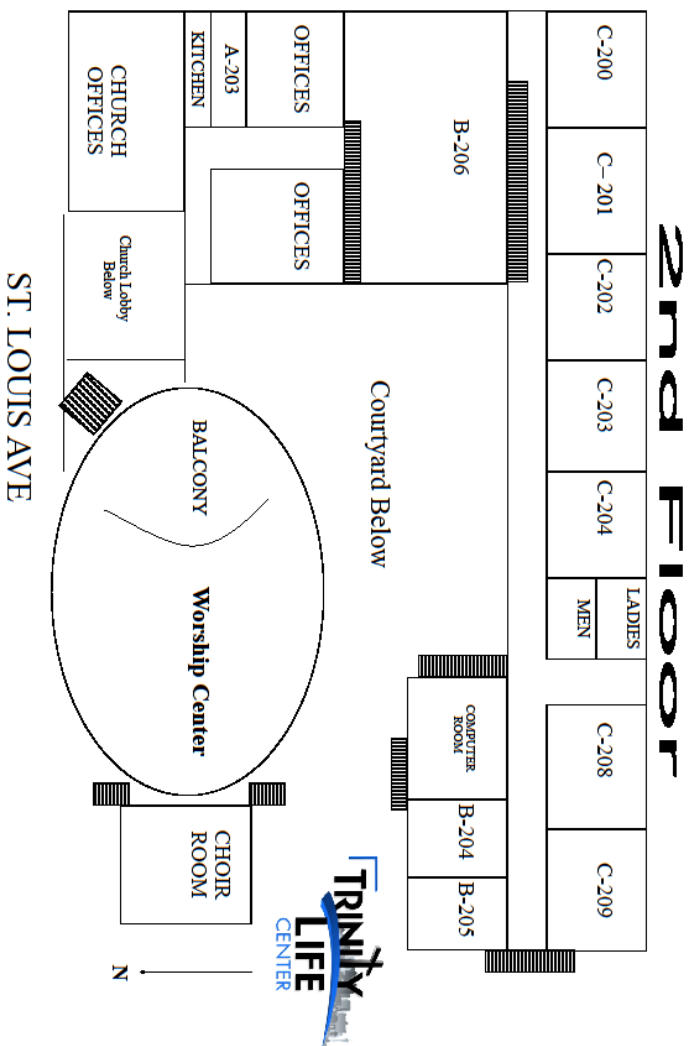 2nd Floor
C-200
C-201
C-202
C-203
C-204
LADIES
MEN
C-208
C-209
B-206
COMPUTER
ROOM
B-204
B-205
OFFICES
OFFICES
A-203
KITCHEN
CHURCH
OFFICES
Church Lobby
Below
Courtyard Below
BALCONY
Worship Center
CHOIR
ROOM
TRINITY
LIFE
CENTER
N
ST. LOUIS AVE